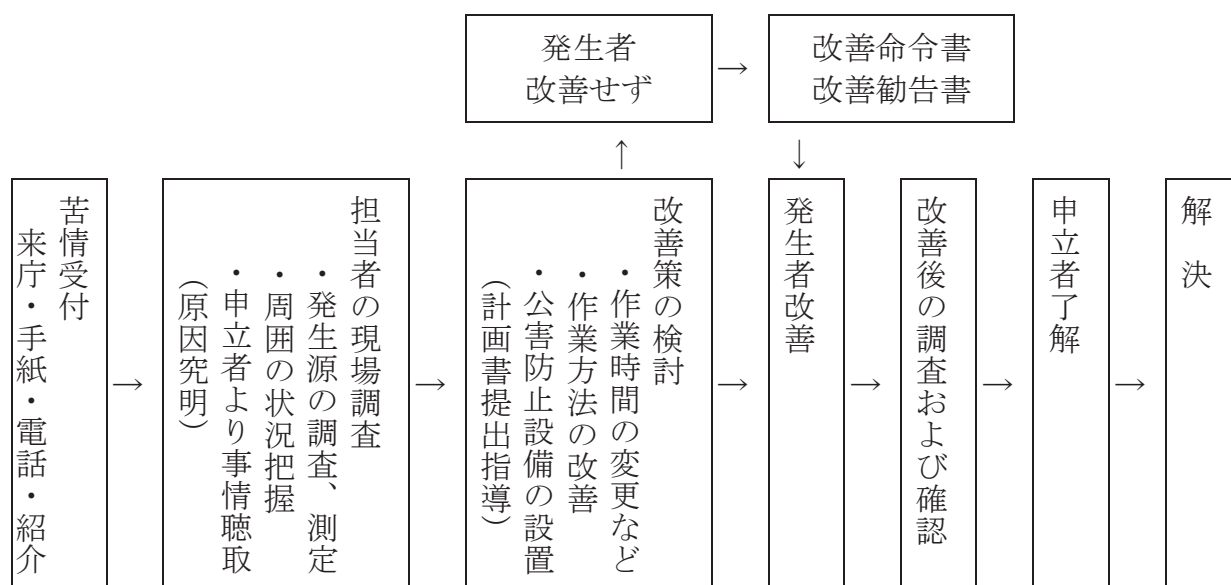 発生者
改善せず
→
改善命令書
改善勧告書
↑
↓
苦情受付
来庁・手紙・電話・紹介
→
担当者の現場調査
・発生源の調査、測定
・周囲の状況把握
・申立者より事情聴取
（原因究明）
→
改善策の検討
・作業時間の変更など
・作業方法の改善
・公害防止設備の設置
（計画書提出指導）
→
発生者改善
→
改善後の調査および確認
→
申立者了解
→
解決